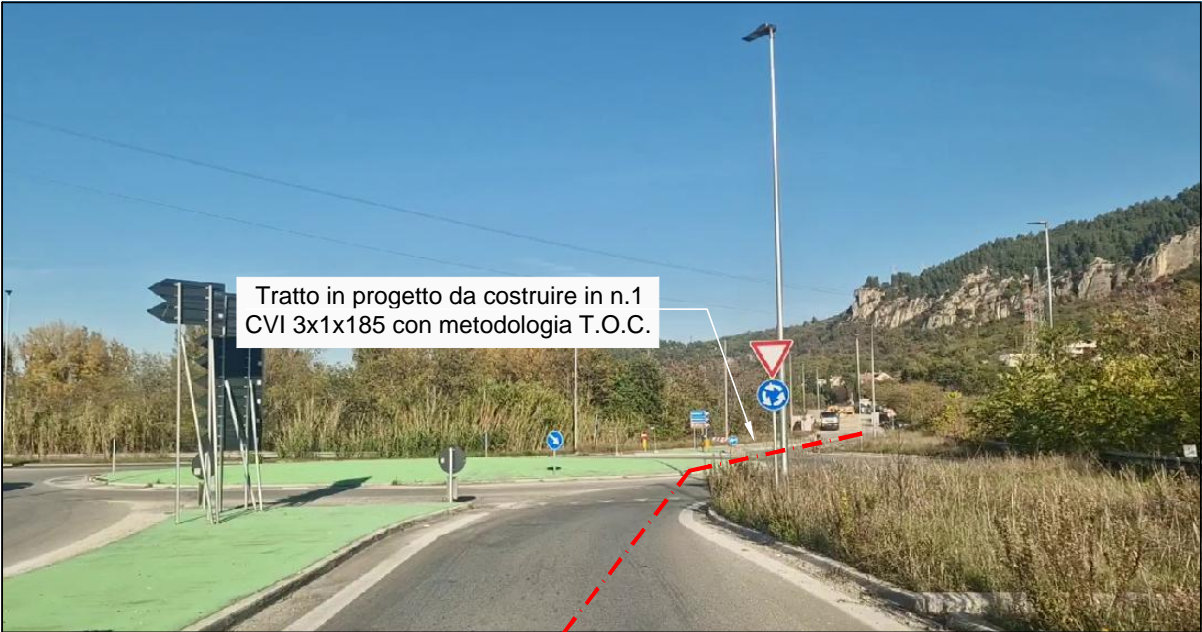 Tratto in progetto da costruire in n.1
CVI 3x1x185 con metodologia T.O.C.